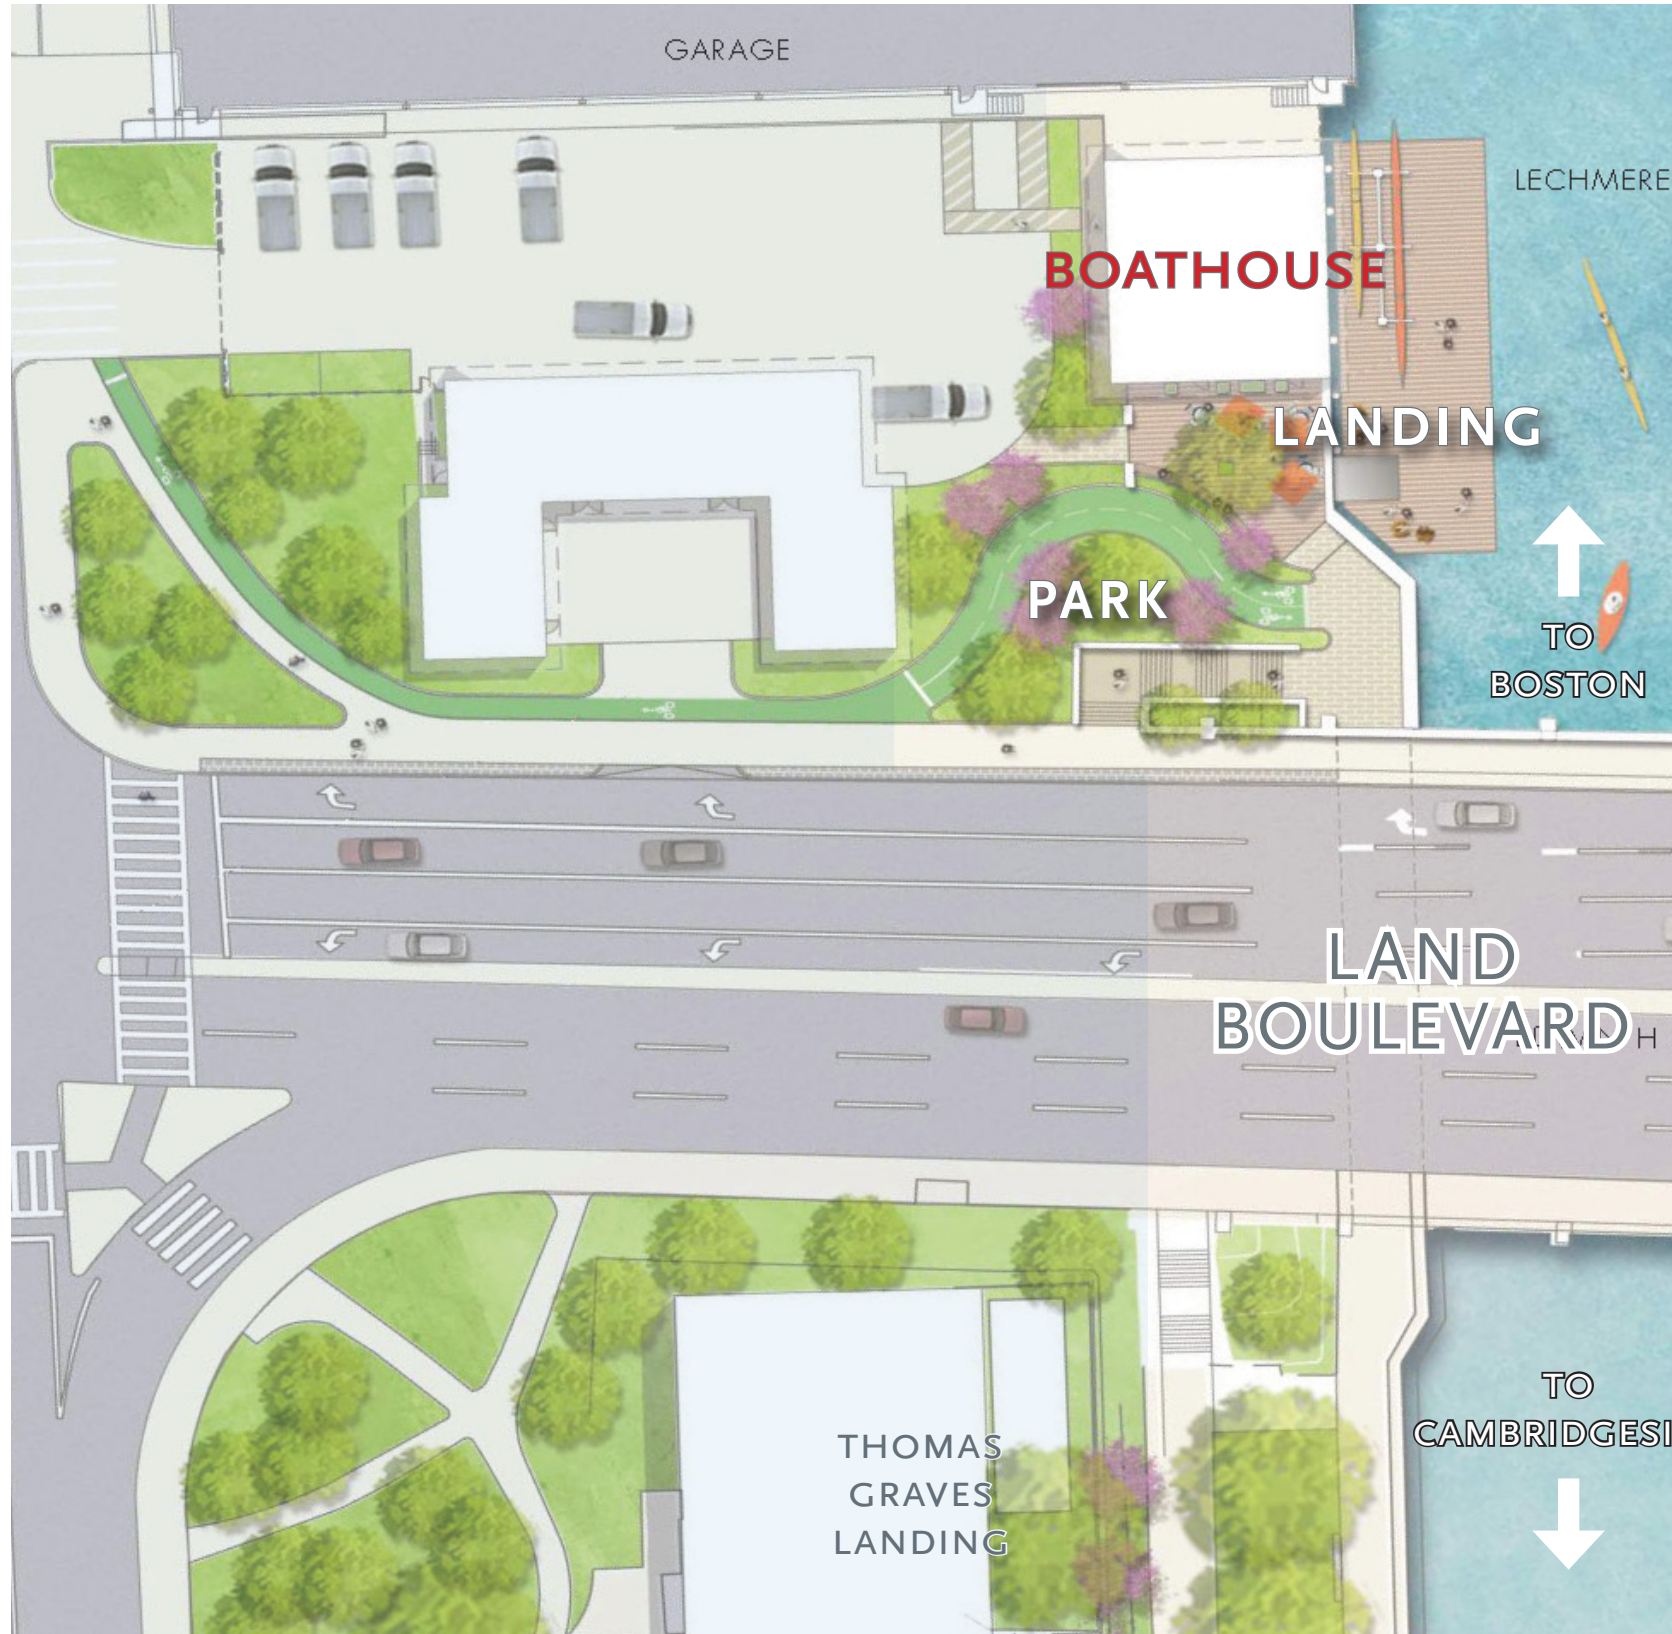 GARAGE
LECHMERE
BOATHOUSE
LANDING
PARK
TO
BOSTON
LAND
BOULEVARD
TO
CAMBRIDGESI
THOMAS
GRAVES
LANDING